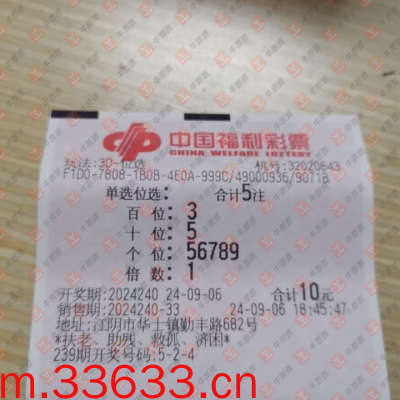 中国福利彩票
CHINA WELFARE LOTTERY
玩法:3D-位选 机号:32020643
F1D0-7808-1B0B-4E0A-999C/49000936/9071B
单选位选: 合计5注
百 位: 3
十 位: 5
个 位: 56789
倍 数: 1
开奖期:2024240 24-09-06 合计10元
销售期:2024240-33 24-09-06 18:45:47
地址:江阴市华士镇勤丰路682号
*扶老、助残、救孤、济困*
239期开奖号码:5-2-4
m.33633.cn